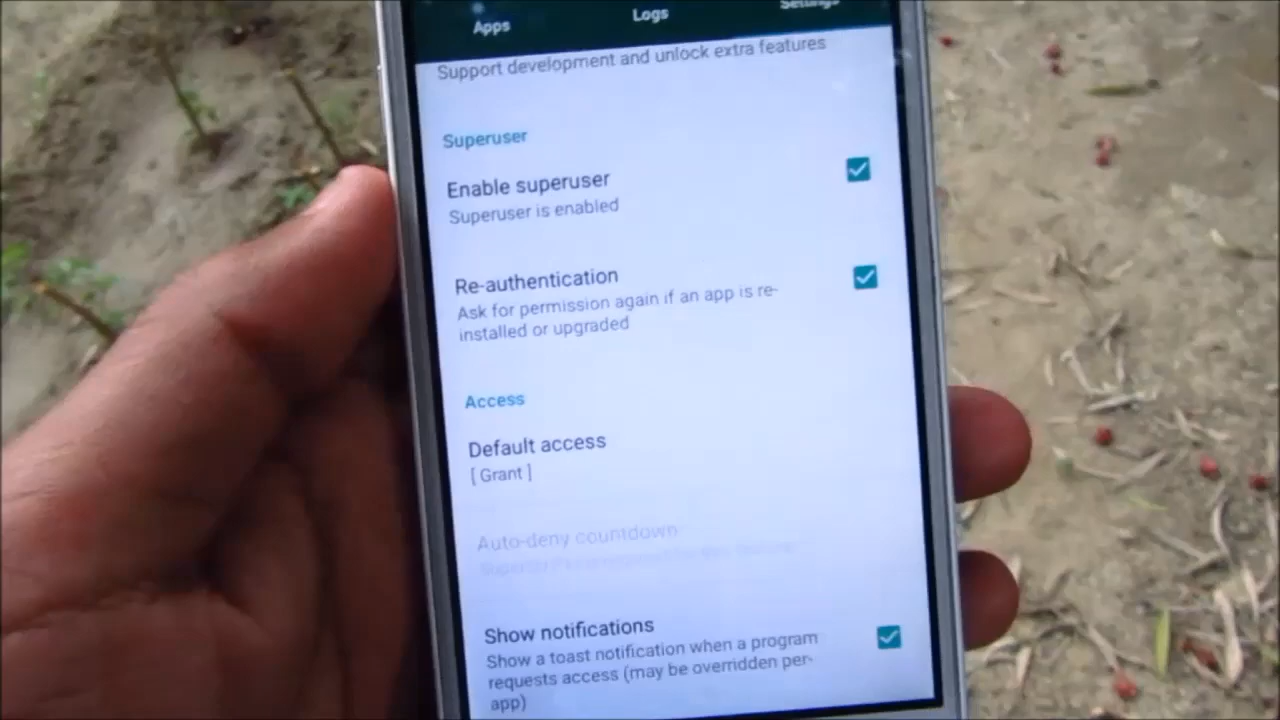 Apps
Logs
Settings
Support development and unlock extra features
Superuser
Enable superuser
Superuser is enabled
Re-authentication
Ask for permission again if an app is re-
installed or upgraded
Access
Default access
[ Grant ]
Auto-deny countdown
Show notifications
Show a toast notification when a program
requests access (may be overridden per-
app)